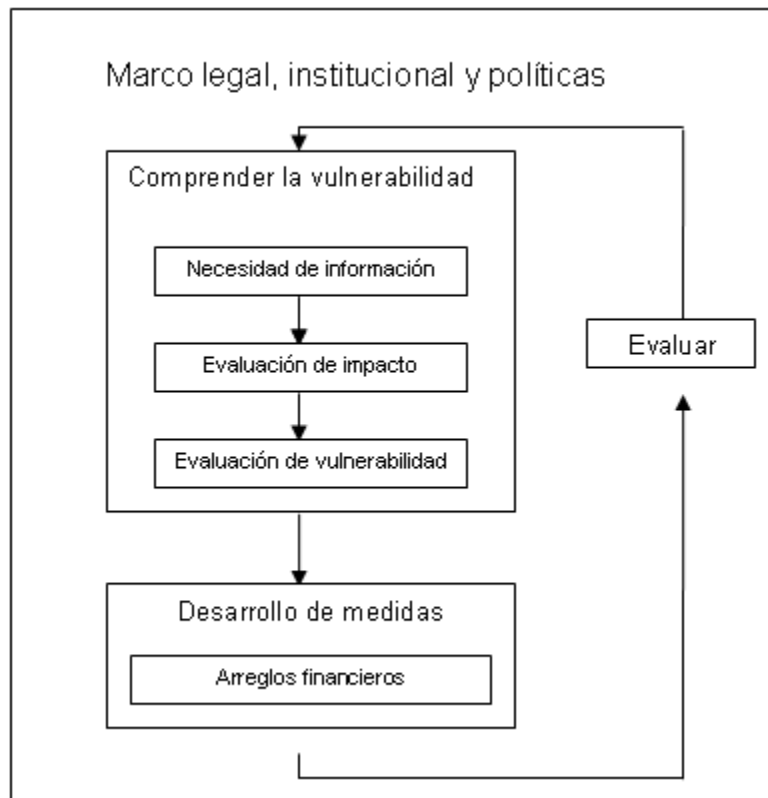 Marco legal, institucional y políticas
Comprender la vulnerabilidad
Necesidad de información
Evaluación de impacto
Evaluación de vulnerabilidad
Evaluar
Desarrollo de medidas
Arreglos financieros